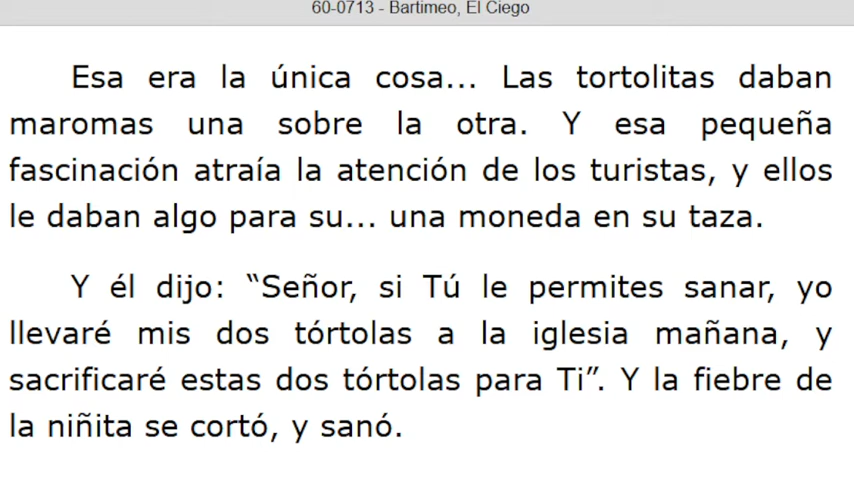 60-0713 - Bartimeo, El Ciego
Esa era la única cosa... Las tortolitas daban
maromas una sobre la otra. Y esa pequeña
fascinación atraía la atención de los turistas, y ellos
le daban algo para su... una moneda en su taza.
Y él dijo: “Señor, si Tú le permites sanar, yo
llevaré mis dos tórtolas a la iglesia mañana, y
sacrificaré estas dos tórtolas para Ti”. Y la fiebre de
la niñita se cortó, y sanó.